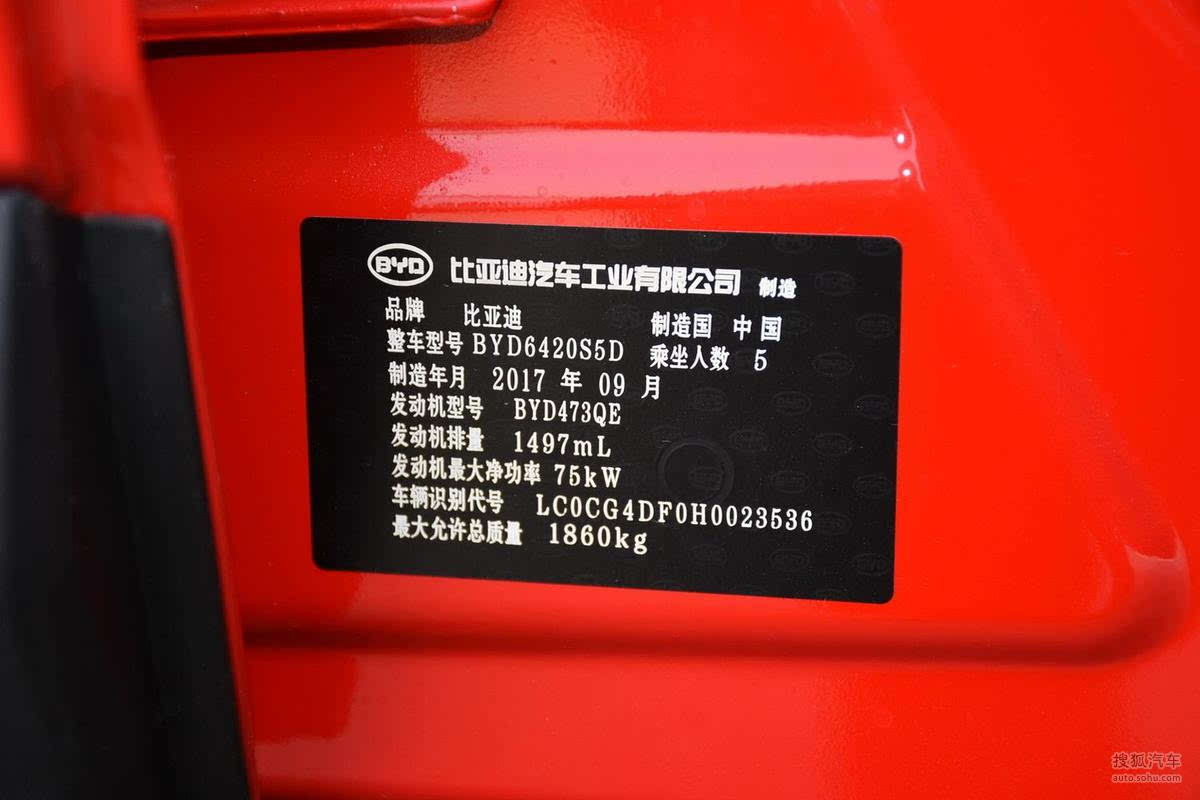 BYD 比亚迪汽车工业有限公司 制造
品牌 比亚迪 制造国 中国
整车型号 BYD6420S5D 乘坐人数 5
制造年月 2017 年 09 月
发动机型号 BYD473QE
发动机排量 1497mL
发动机最大净功率 75kW
车辆识别代号 LC0CG4DF0H0023536
最大允许总质量 1860kg
搜狐汽车
auto.sohu.com